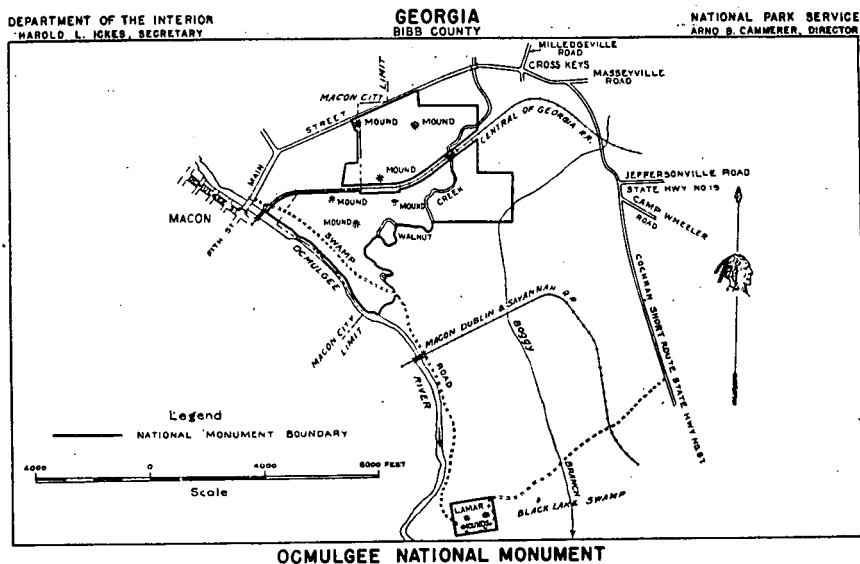 DEPARTMENT OF THE INTERIOR
HAROLD L. ICKES, SECRETARY
GEORGIA
BIBB COUNTY
NATIONAL PARK SERVICE
ARNO B. CAMMERER, DIRECTOR
MILLEDGEVILLE
ROAD
CROSS KEYS
MASSEYVILLE
ROAD
MACON CITY
LIMIT
MAIN
STREET
MOUND
MOUND
CENTRAL OF GEORGIA R.R.
MOUND
MOUND
MOUND
MOUND
WALNUT
CREEK
JEFFERSONVILLE ROAD
STATE HWY NO 19
CAMP WHEELER
ROAD
MACON
5TH ST
SWAMP
OCMULGEE
MACON CITY
LIMIT
MACON DUBLIN & SAVANNAH R.R.
ROAD
RIVER
BOGGY
BRANCH
COCHRAN SHORT ROUTE STATE HWY NO. 87
Legend
NATIONAL MONUMENT BOUNDARY
4000 0 4000 8000 FEET
Scale
LAMAR
MOUNDS
BLACK LAKE SWAMP
OCMULGEE NATIONAL MONUMENT